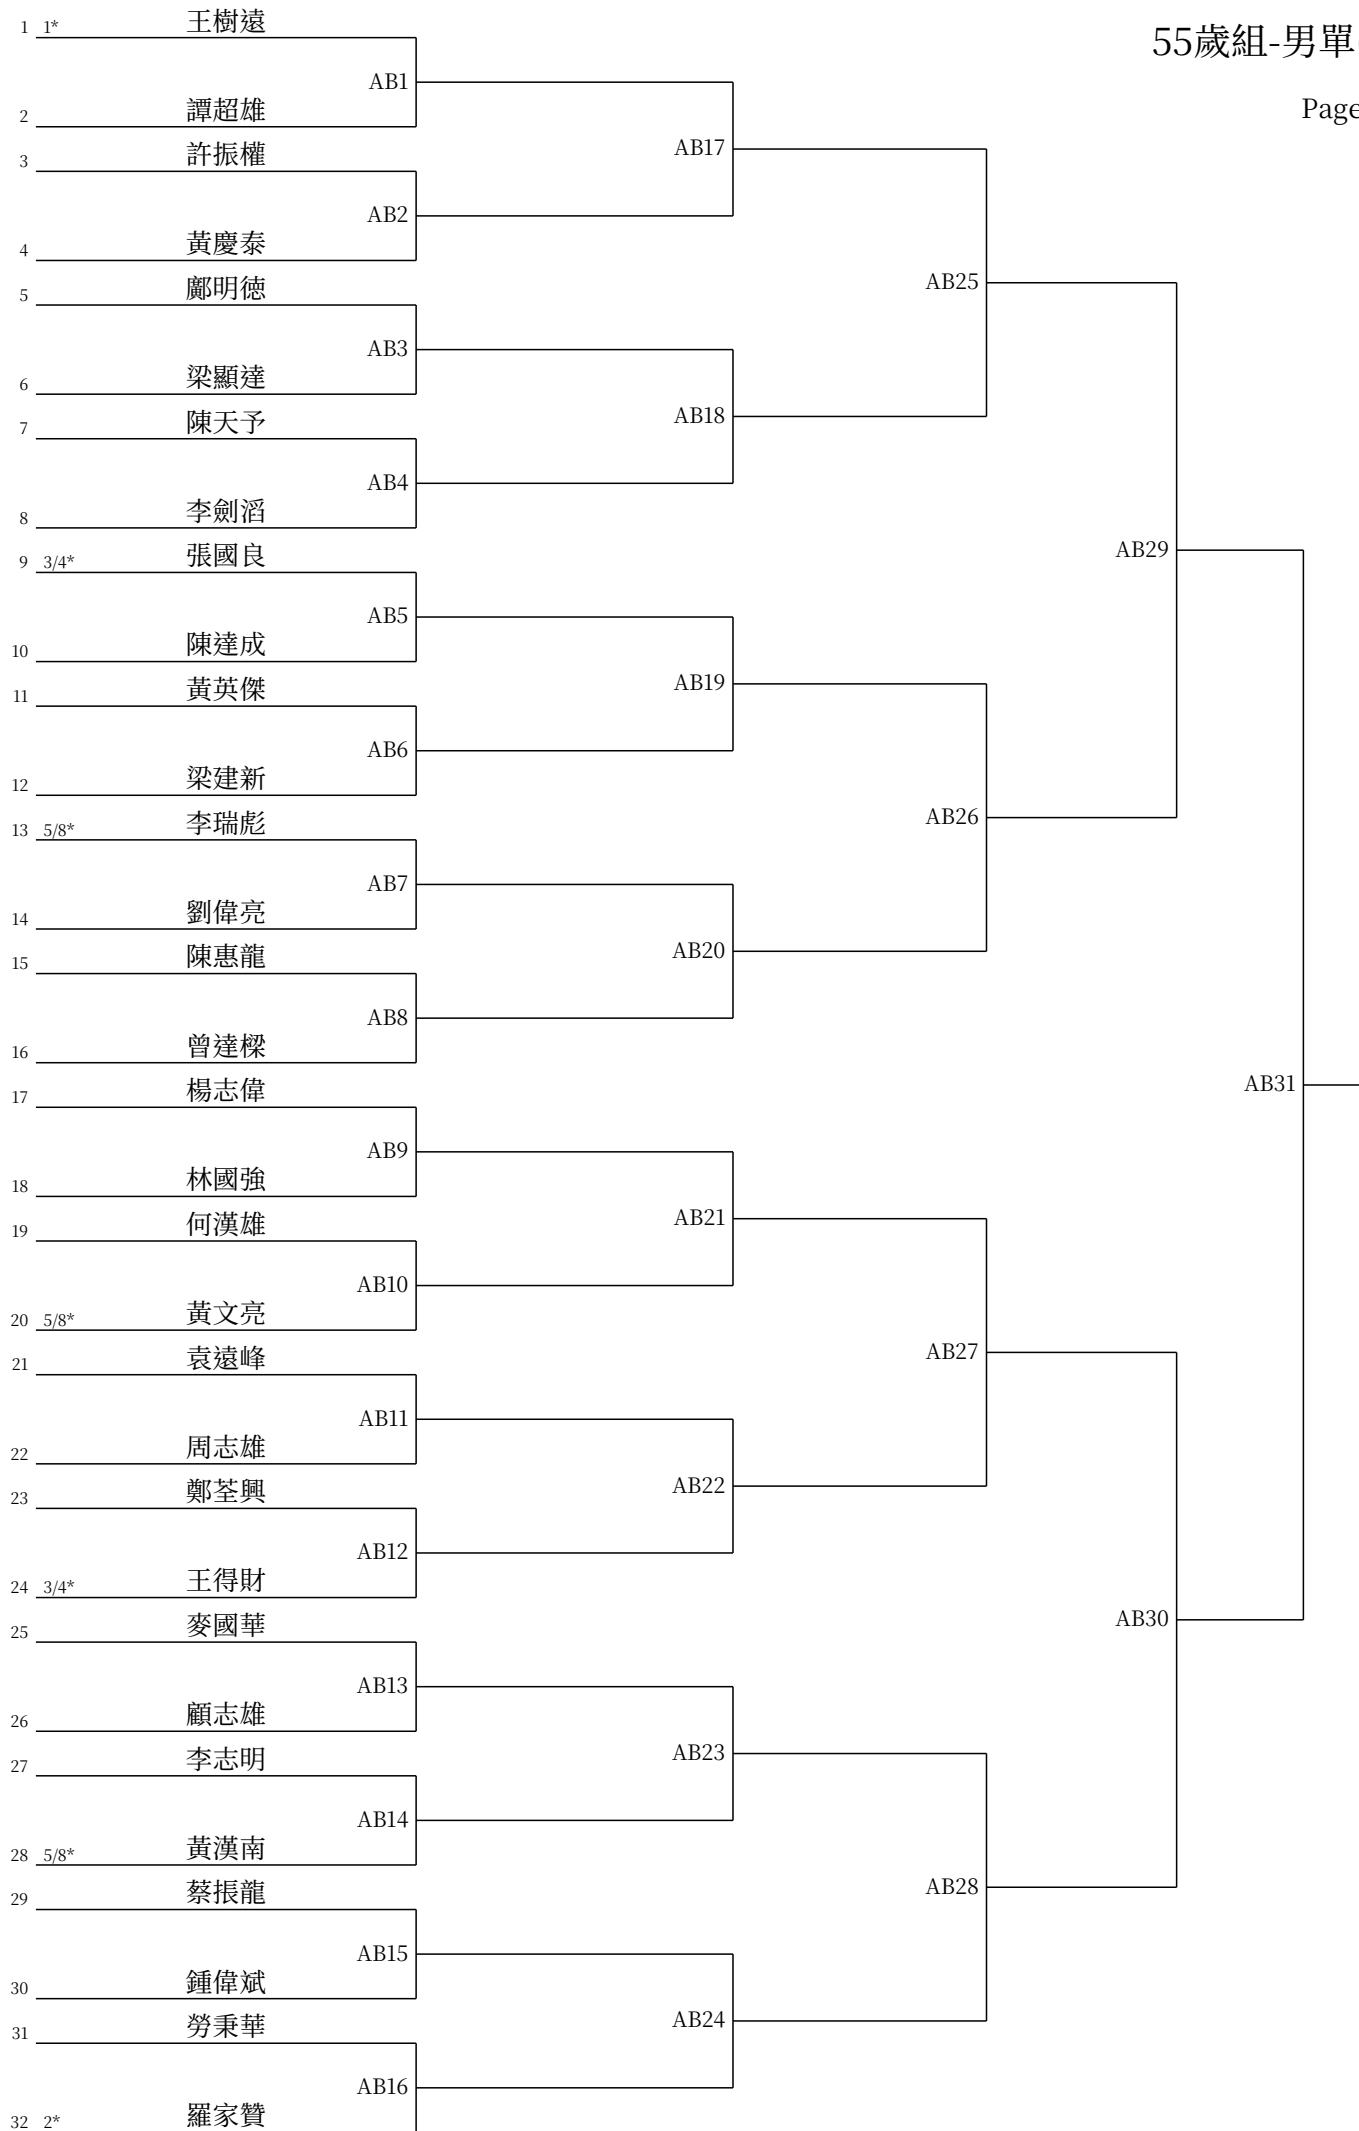 1 1* 王樹遠
55歲組-男單
AB1
2 譚超雄
Page
3 許振權
AB17
AB2
4 黃慶泰
5 鄺明徳
AB25
AB3
6 梁顯達
7 陳天予
AB18
AB4
8 李劍滔
9 3/4* 張國良
AB29
AB5
10 陳達成
11 黃英傑
AB19
AB6
12 梁建新
13 5/8* 李瑞彪
AB26
AB7
14 劉偉亮
15 陳惠龍
AB20
AB8
16 曾達樑
17 楊志偉
AB31
AB9
18 林國強
19 何漢雄
AB21
AB10
20 5/8* 黃文亮
21 袁遠峰
AB27
AB11
22 周志雄
23 鄭荃興
AB22
AB12
24 3/4* 王得財
25 麥國華
AB30
AB13
26 顧志雄
27 李志明
AB23
AB14
28 5/8* 黃漢南
29 蔡振龍
AB28
AB15
30 鍾偉斌
31 勞秉華
AB24
AB16
32 2* 羅家贊